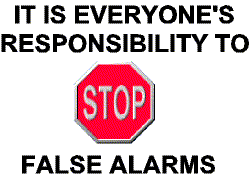 IT IS EVERYONE'S
RESPONSIBILITY TO
STOP
FALSE ALARMS